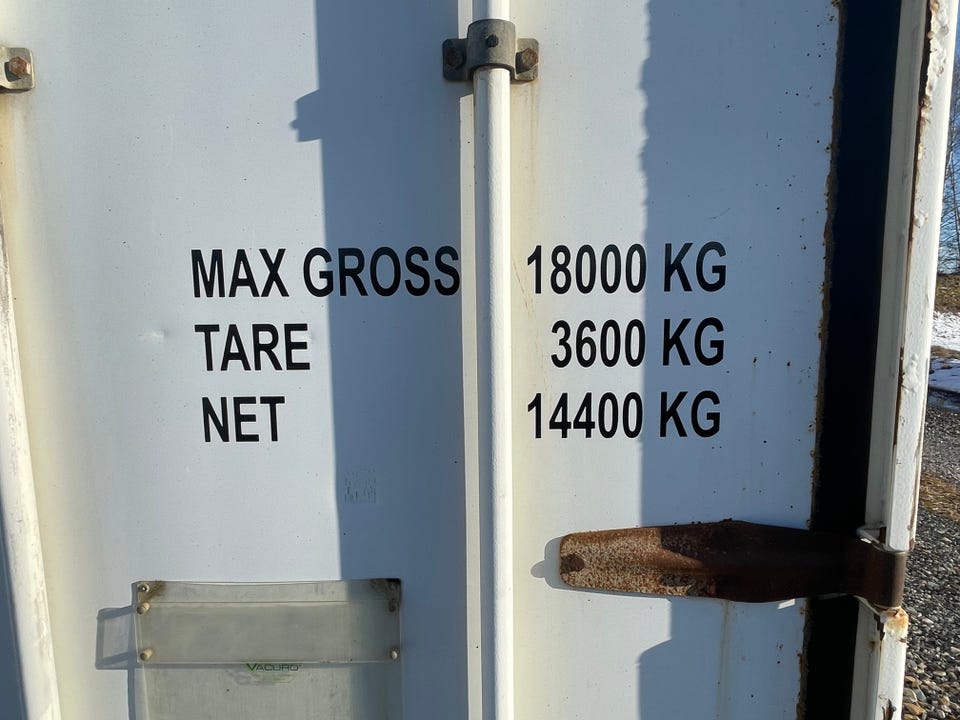 MAX GROSS 18000 KG
TARE 3600 KG
NET 14400 KG
VACURO